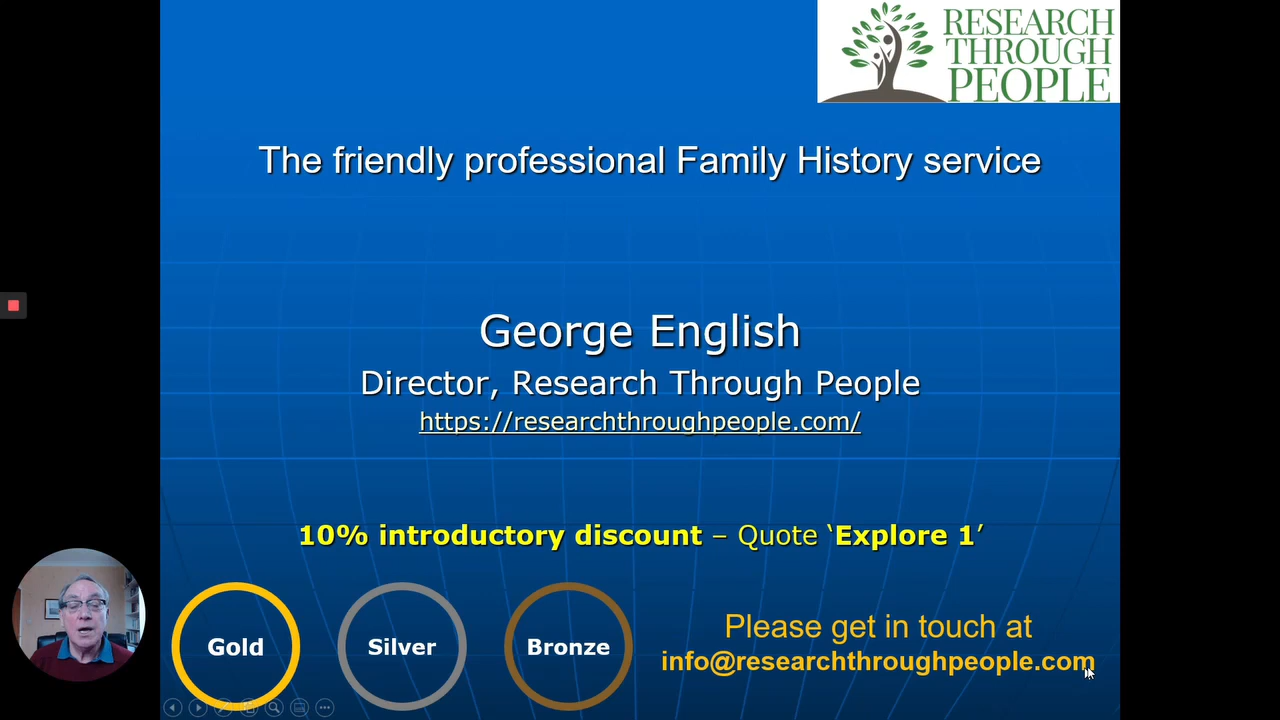 RESEARCH
THROUGH
PEOPLE
The friendly professional Family History service
George English
Director, Research Through People
https://researchthroughpeople.com/
10% introductory discount – Quote ‘Explore 1’
Gold
Silver
Bronze
Please get in touch at
info@researchthroughpeople.com